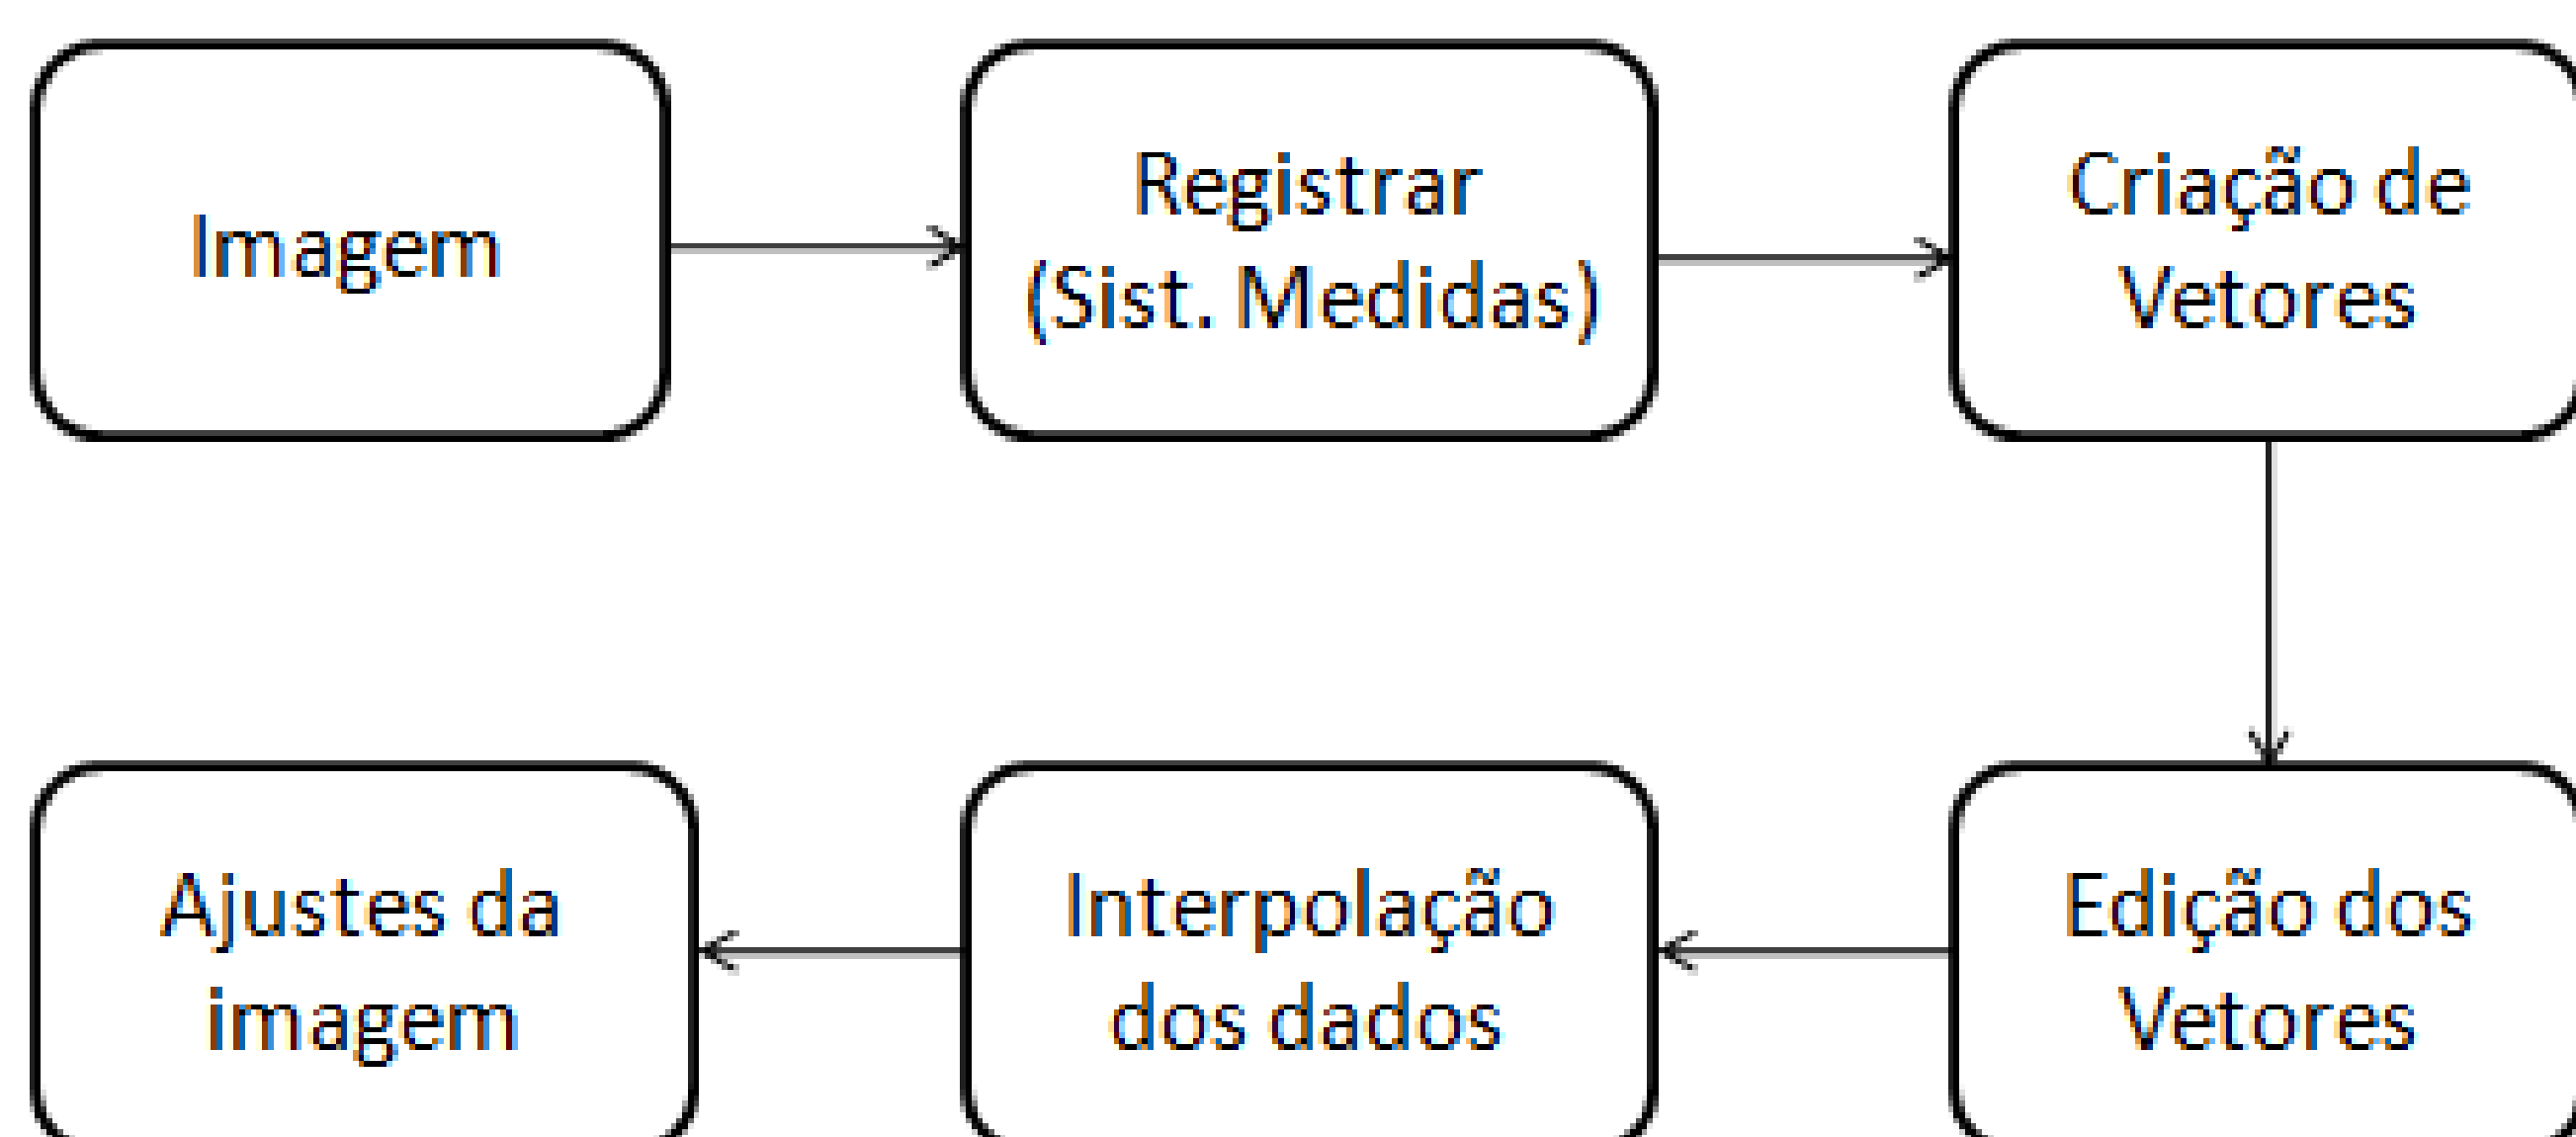 Imagem
Registrar
(Sist. Medidas)
Criação de
Vetores
Edição dos
Vetores
Interpolação
dos dados
Ajustes da
imagem